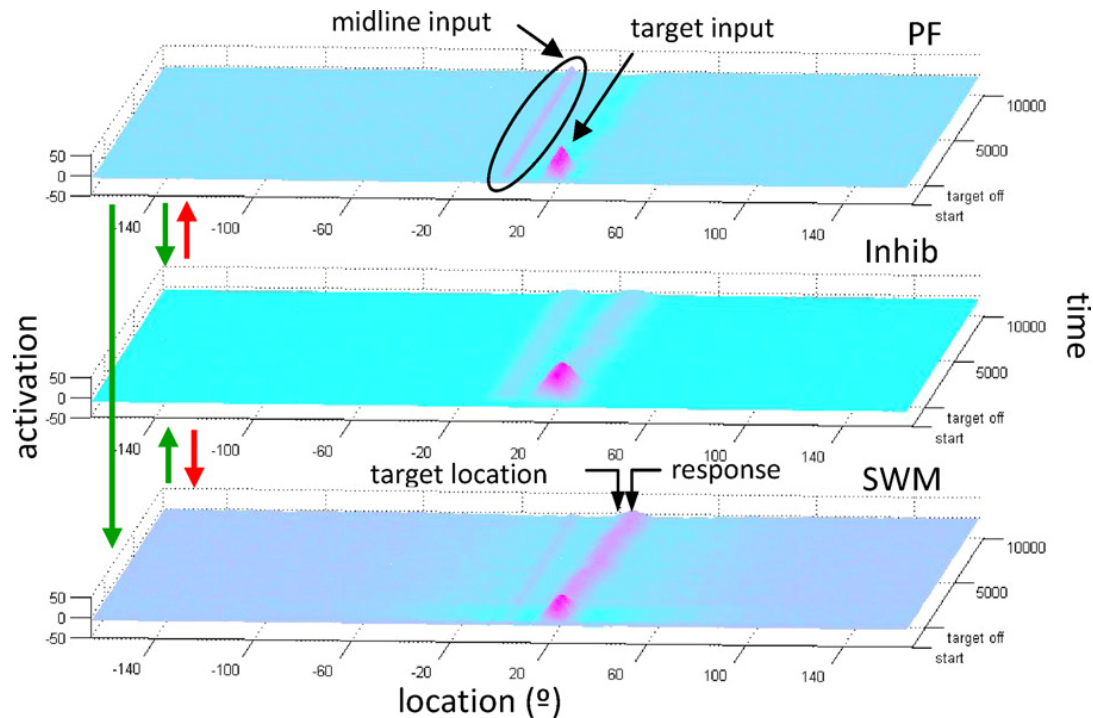 midline input
target input
PF
50
0
-50
-140
-100
-60
-20
20
60
100
140
10000
5000
target off
start
Inhib
50
0
-50
-140
-100
-60
-20
20
60
100
140
10000
5000
target off
start
activation
time
target location
response
SWM
50
0
-50
-140
-100
-60
-20
20
60
100
140
10000
5000
target off
start
location (º)